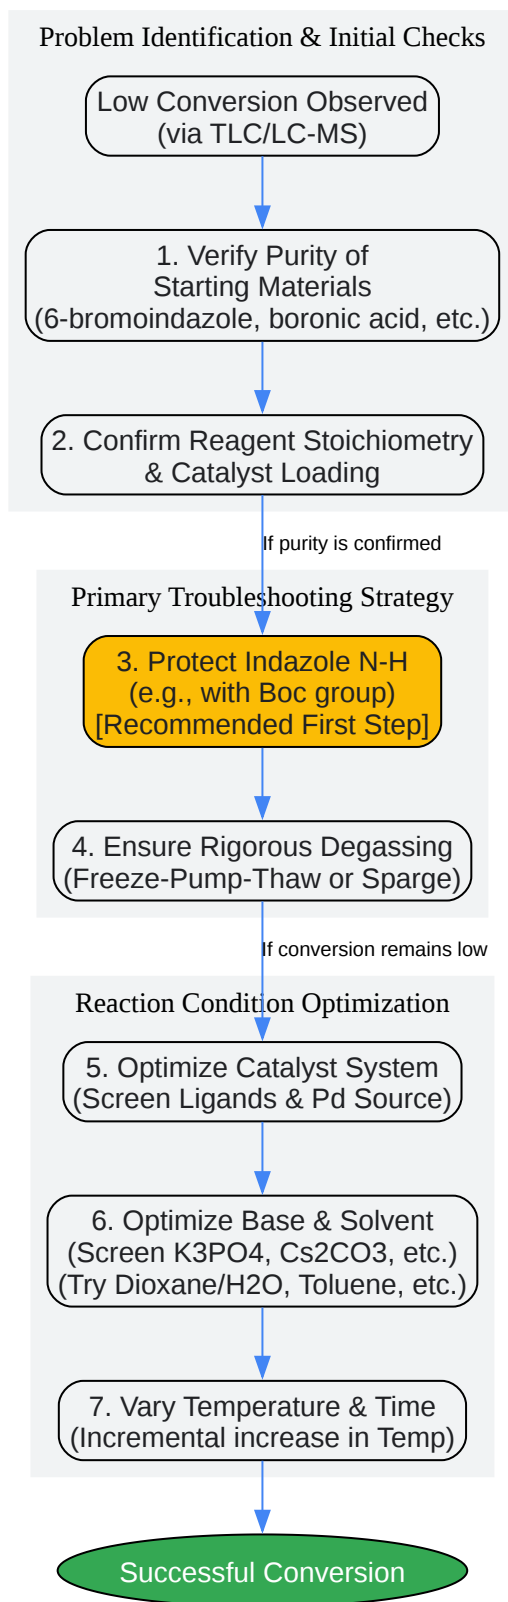 Problem Identification & Initial Checks
Low Conversion Observed
(via TLC/LC-MS)
1. Verify Purity of
Starting Materials
(6-bromoindazole, boronic acid, etc.)
2. Confirm Reagent Stoichiometry
& Catalyst Loading
If purity is confirmed
Primary Troubleshooting Strategy
3. Protect Indazole N-H
(e.g., with Boc group)
[Recommended First Step]
4. Ensure Rigorous Degassing
(Freeze-Pump-Thaw or Sparge)
If conversion remains low
Reaction Condition Optimization
5. Optimize Catalyst System
(Screen Ligands & Pd Source)
6. Optimize Base & Solvent
(Screen K3PO4, Cs2CO3, etc.)
(Try Dioxane/H2O, Toluene, etc.)
7. Vary Temperature & Time
(Incremental increase in Temp)
Successful Conversion